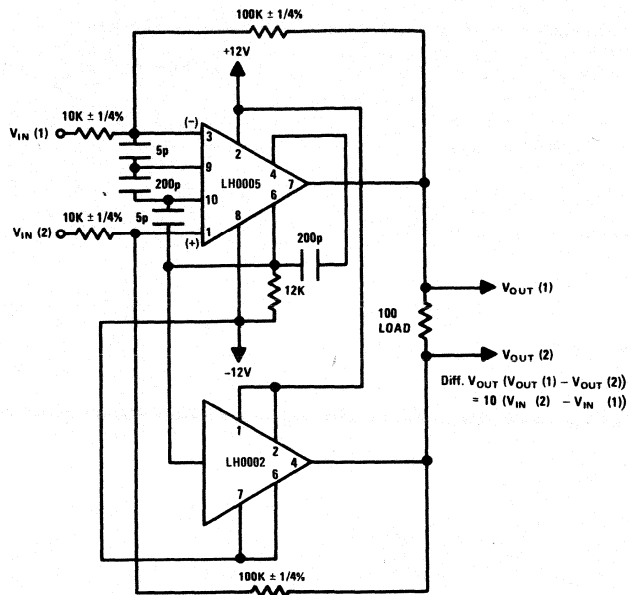 100K ± 1/4%
+12V
10K ± 1/4%
(−)
V_IN (1)
3
5p
2
4
9
LH0005
7
200p
10
6
5p
8
10K ± 1/4%
1
V_IN (2)
(+)
200p
12K
V_OUT (1)
100
LOAD
V_OUT (2)
−12V
Diff. V_OUT (V_OUT (1) − V_OUT (2))
= 10 (V_IN (2) − V_IN (1))
1
2
LH0002
4
6
7
100K ± 1/4%